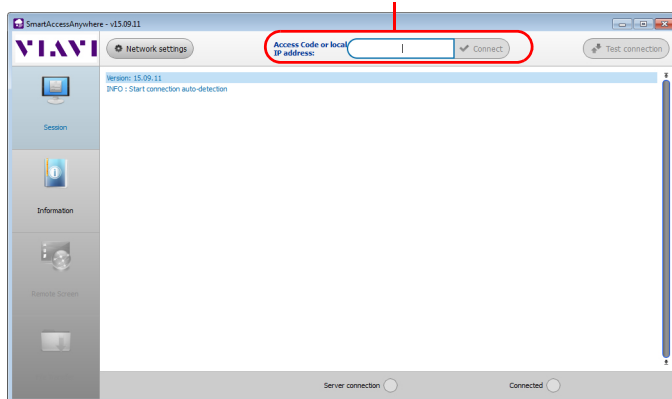 SmartAccessAnywhere - v15.09.11
VIAVI
Network settings
Access Code or local
IP address:
Connect
Test connection
Version: 15.09.11
INFO : Start connection auto-detection
Session
Information
Remote Screen
Server connection
Connected